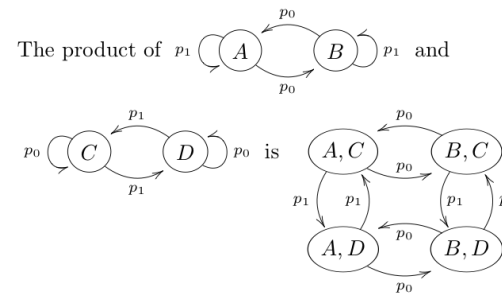 p₀
The product of p₁ A B p₁ and
p₀
p₁ p₀
p₀ C D p₀ is A, C B, C
p₁ p₀
p₁ p₁ p₁
p₀
A, D B, D
p₀